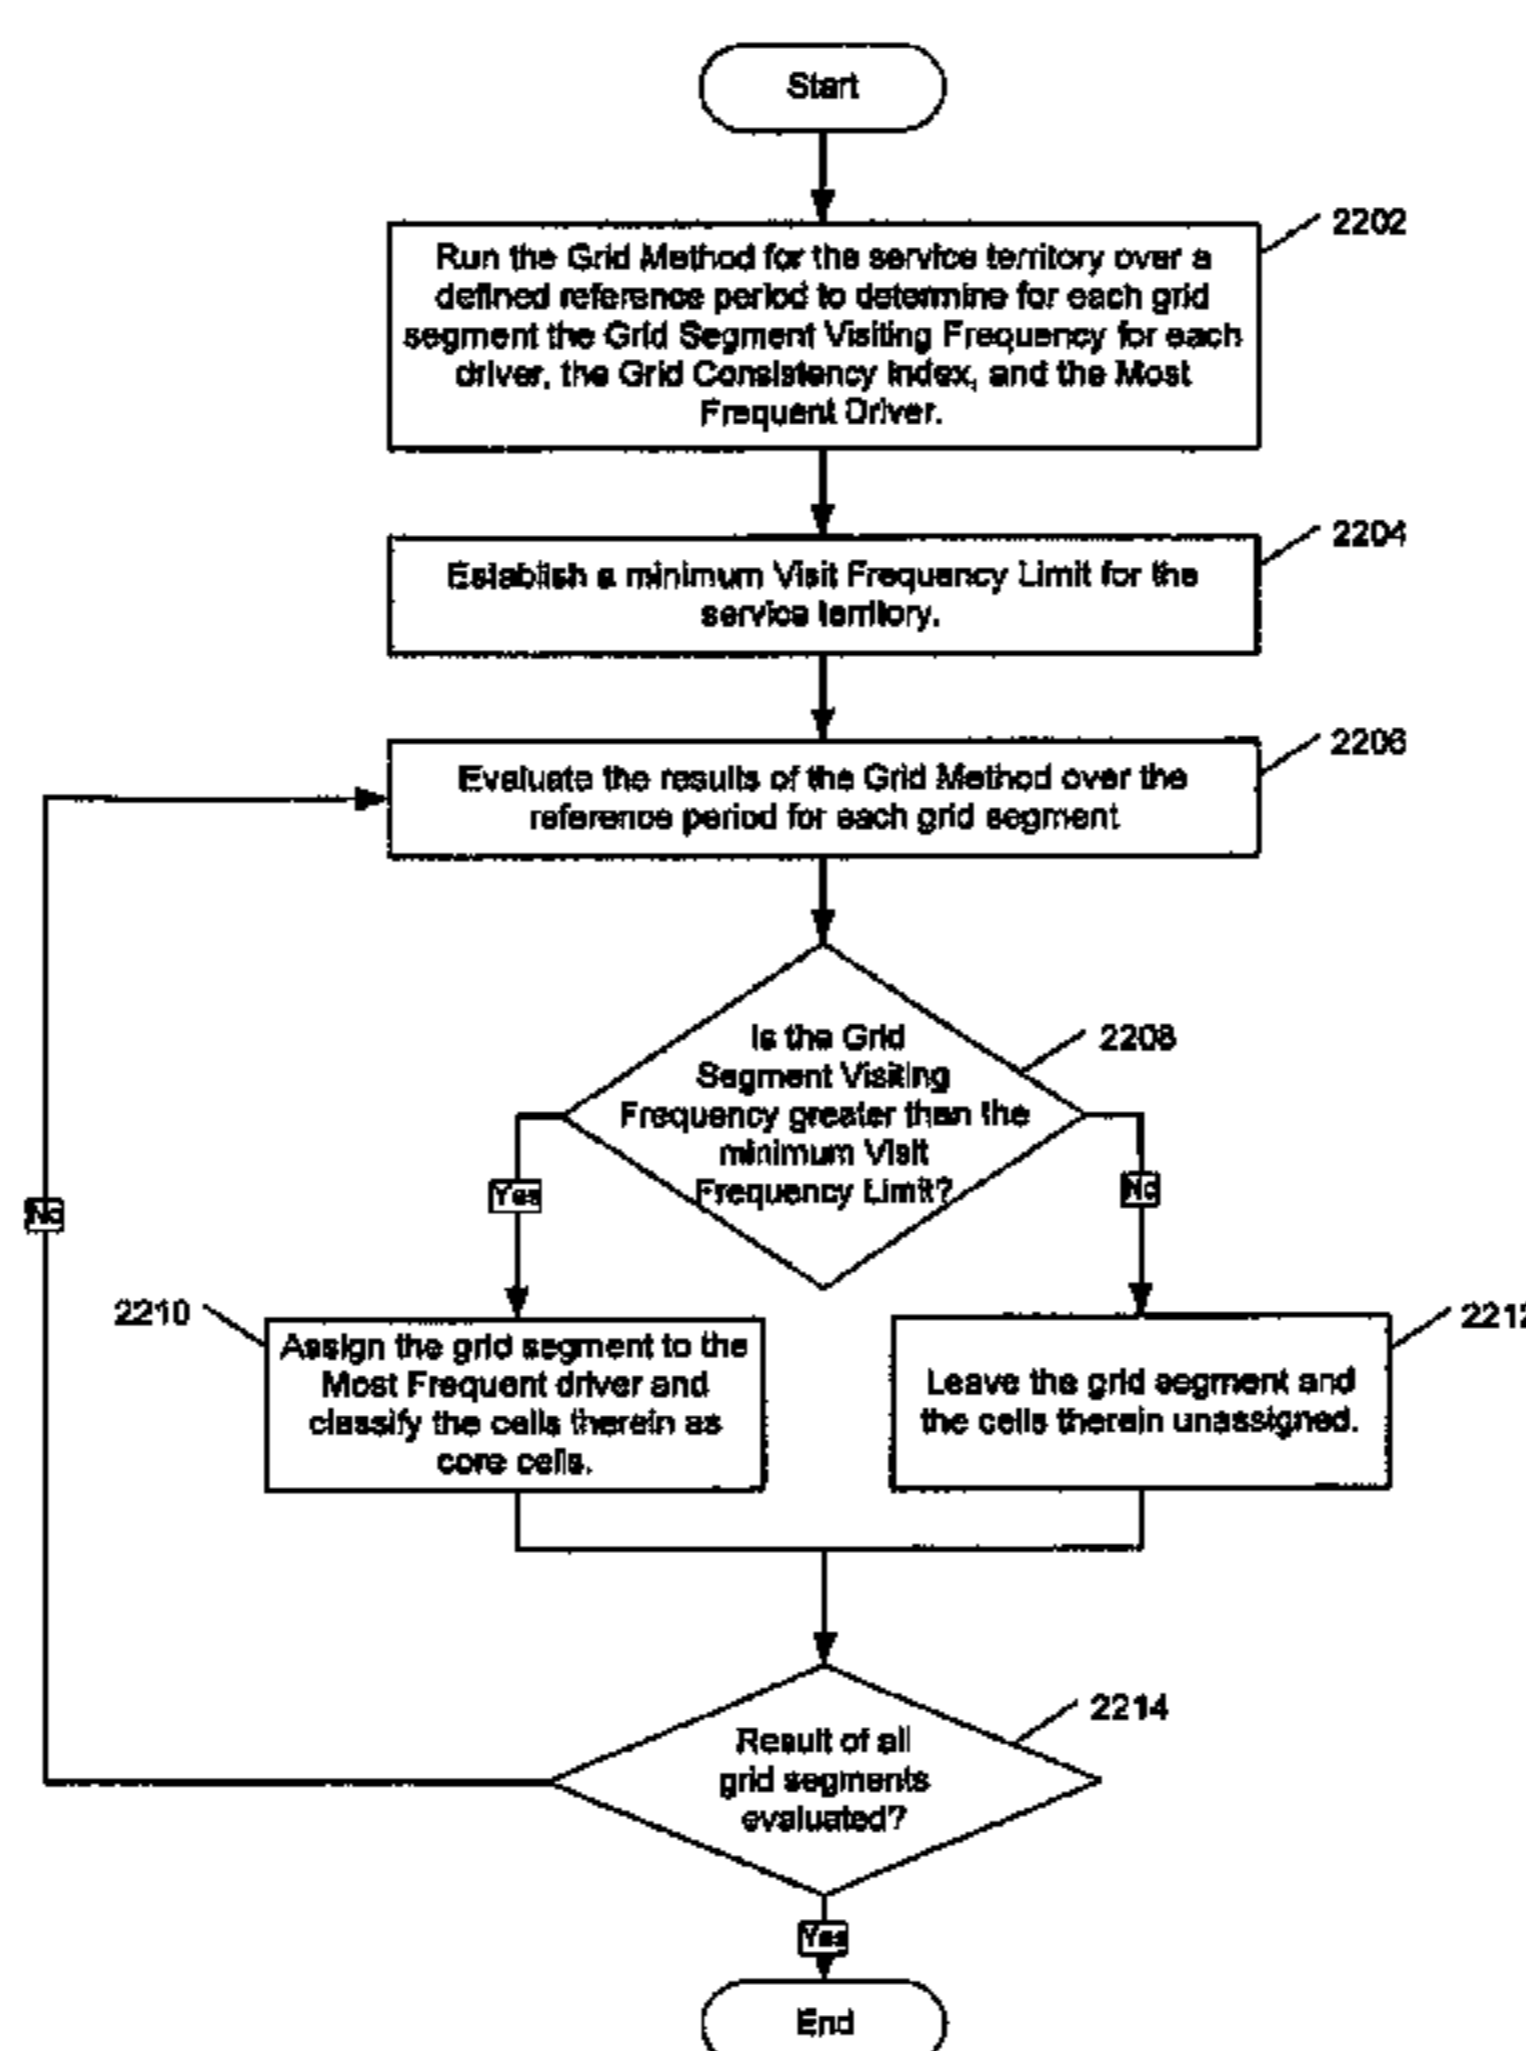 Start
2202
Run the Grid Method for the service territory over a
defined reference period to determine for each grid
segment the Grid Segment Visiting Frequency for each
driver, the Grid Consistency Index, and the Most
Frequent Driver.
2204
Establish a minimum Visit Frequency Limit for the
service territory.
2206
Evaluate the results of the Grid Method over the
reference period for each grid segment
2208
Is the Grid
Segment Visiting
Frequency greater than the
minimum Visit
Frequency Limit?
Yes
No
No
2210
Assign the grid segment to the
Most Frequent driver and
classify the cells therein as
core cells.
2212
Leave the grid segment and
the cells therein unassigned.
2214
Result of all
grid segments
evaluated?
Yes
End